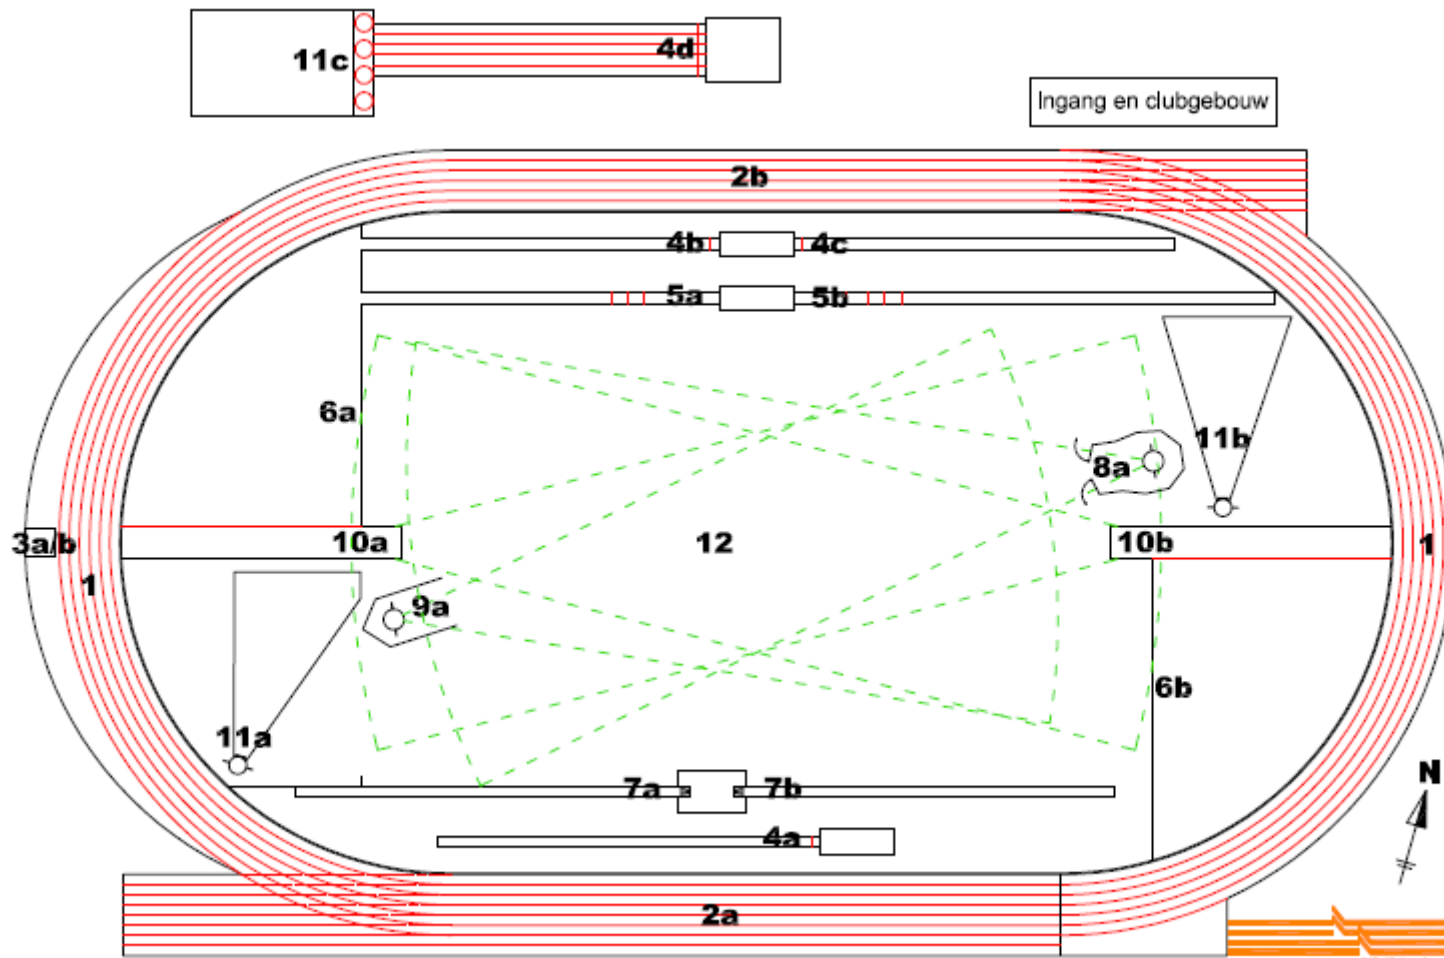 11c
4d
Ingang en clubgebouw
2b
4b
4c
5a
5b
6a
11b
8a
3a/b
10a
12
10b
1
1
9a
6b
11a
7a
7b
N
4a
2a